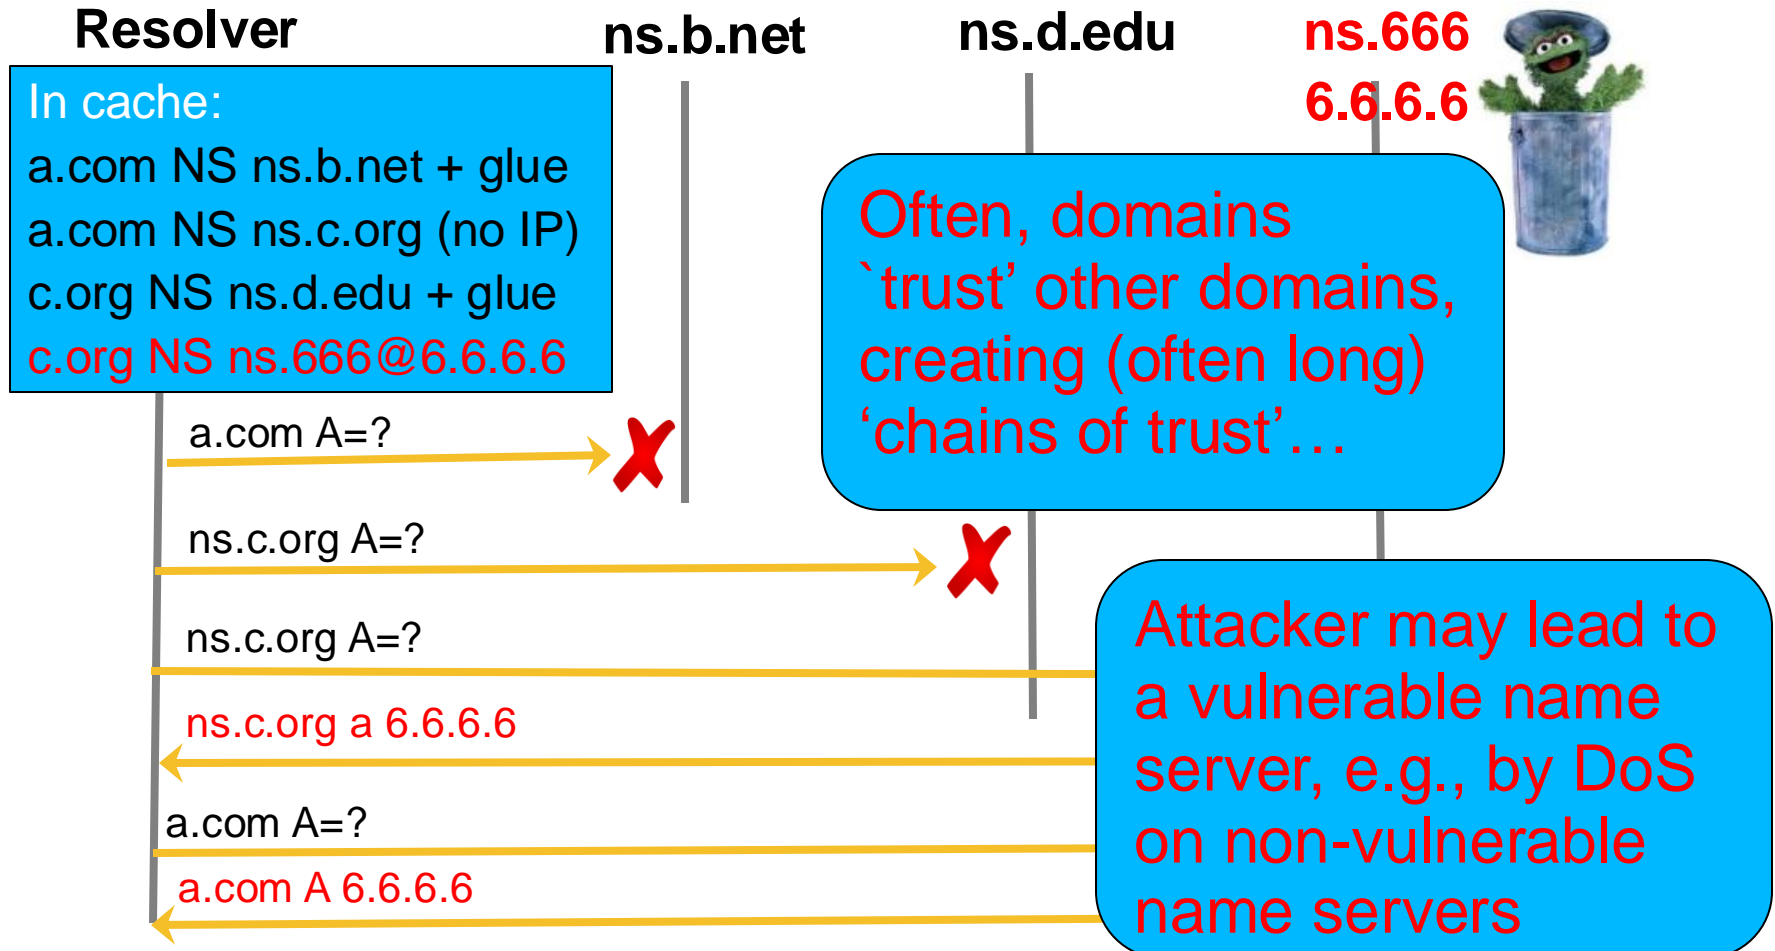 Resolver
ns.b.net
ns.d.edu
ns.666
6.6.6.6
In cache:
a.com NS ns.b.net + glue
a.com NS ns.c.org (no IP)
c.org NS ns.d.edu + glue
c.org NS ns.666@6.6.6.6
Often, domains
`trust’ other domains,
creating (often long)
‘chains of trust’…
a.com A=?
ns.c.org A=?
ns.c.org A=?
ns.c.org a 6.6.6.6
a.com A=?
a.com A 6.6.6.6
Attacker may lead to
a vulnerable name
server, e.g., by DoS
on non-vulnerable
name servers